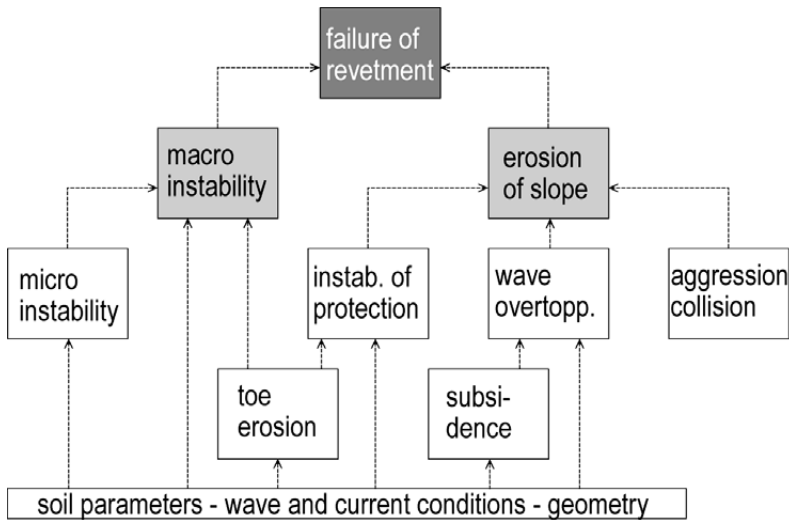 failure of
revetment
macro
instability
erosion
of slope
micro
instability
instab. of
protection
wave
overtopp.
aggression
collision
toe
erosion
subsi-
dence
soil parameters - wave and current conditions - geometry